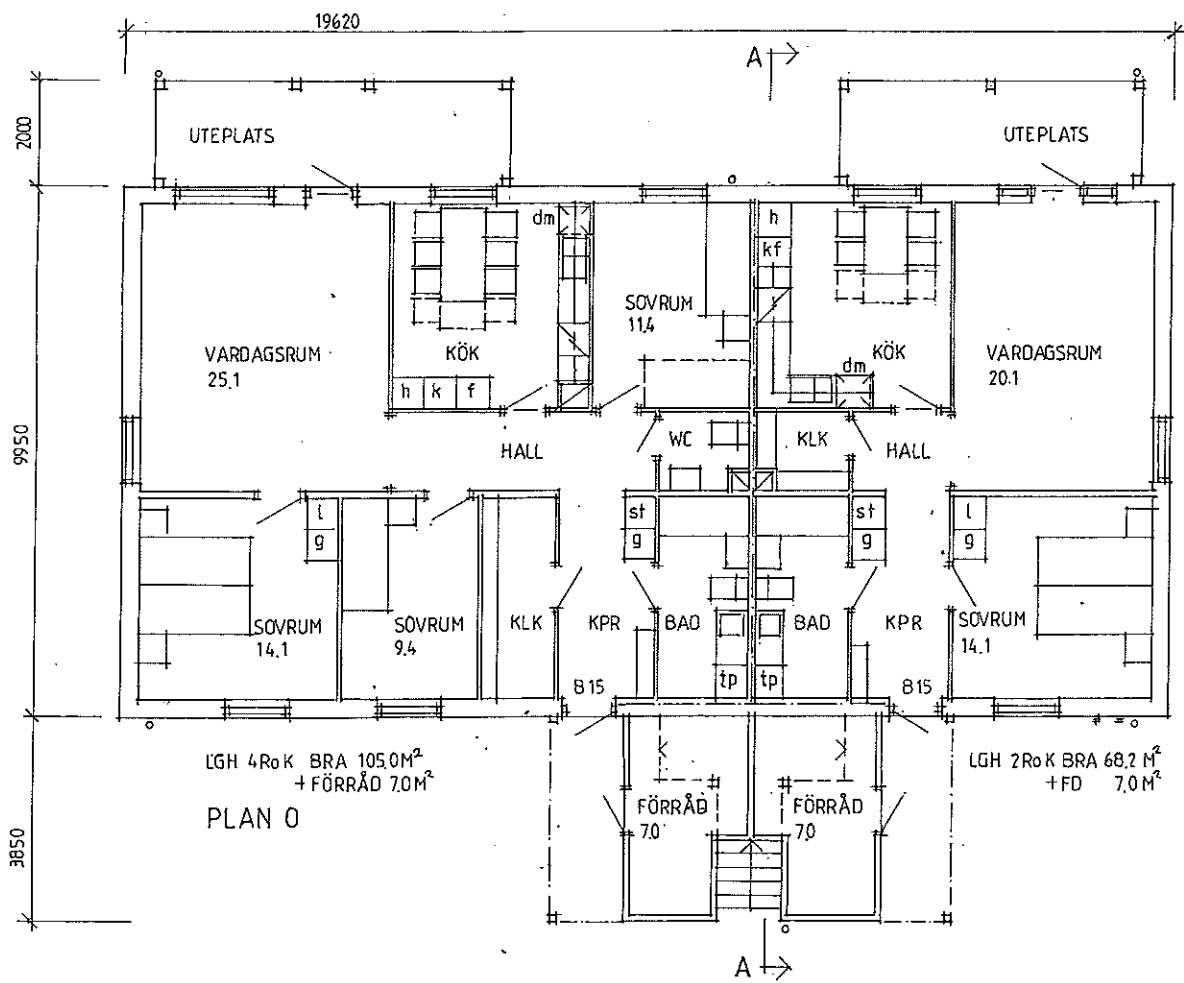 19620
A
2000
UTEPLATS
UTEPLATS
dm
h
kf
SOVRUM
11.4
VARDAGSRUM
25.1
KÖK
KÖK
VARDAGSRUM
20.1
dm
h k f
9950
HALL
WC
KLK
HALL
l
g
st
g
st
g
l
g
SOVRUM
14.1
SOVRUM
9.4
KLK
KPR
BAD
BAD
KPR
SOVRUM
14.1
tp
tp
B15
B15
LGH 4RoK BRA 105.0M²
+FÖRRÅD 7.0M²
LGH 2RoK BRA 68,2 M²
+FD 7,0M²
PLAN 0
FÖRRÅD
7.0
FÖRRÅD
7.0
3850
A